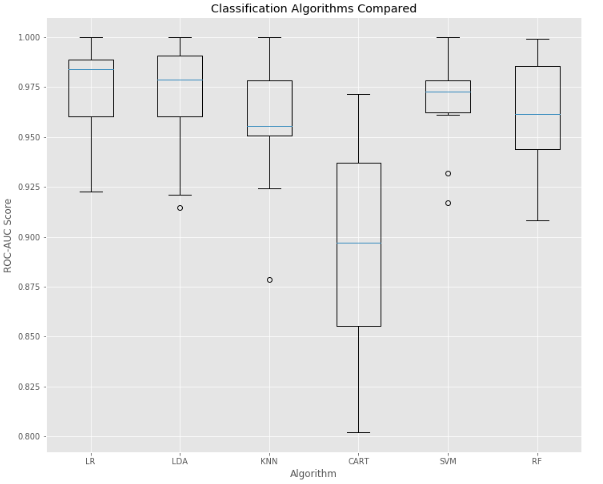 Classification Algorithms Compared
1.000
0.975
0.950
0.925
0.900
0.875
0.850
0.825
0.800
ROC-AUC Score
LR LDA KNN CART SVM RF
Algorithm